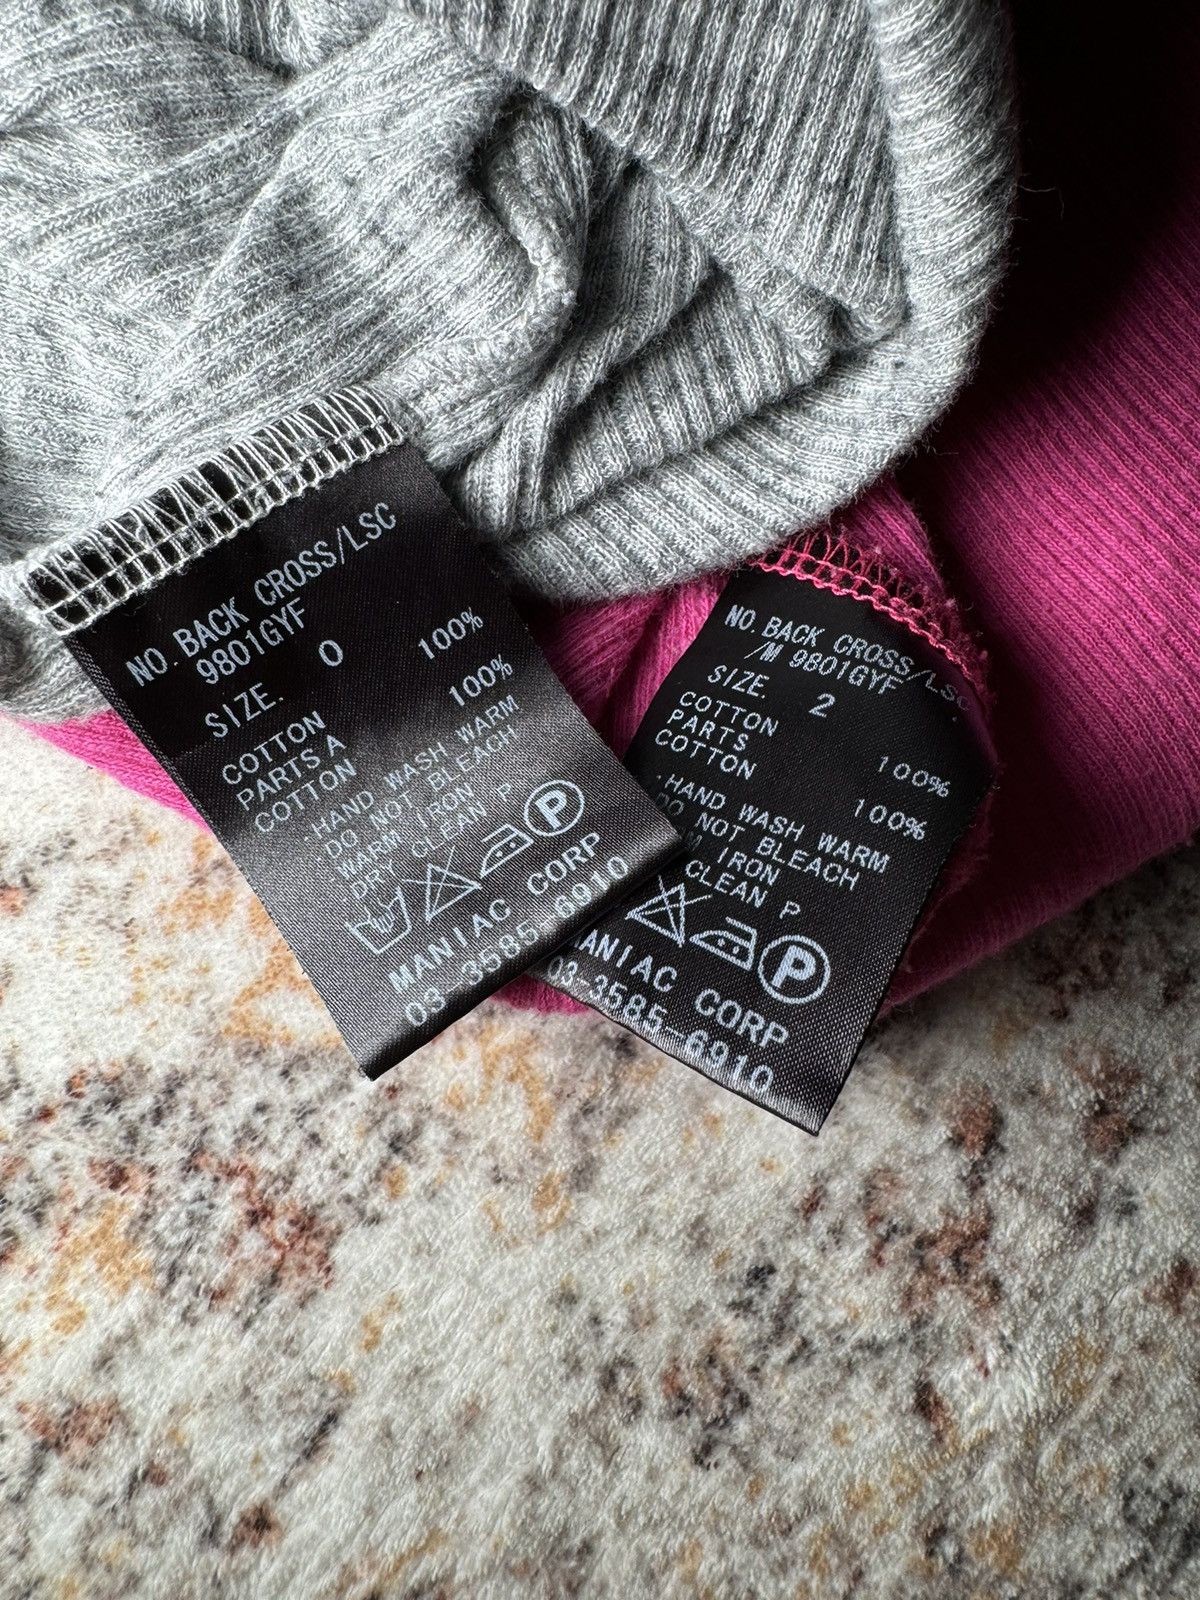 NO. BACK CROSS/LSC
9801GYF
SIZE. 0
COTTON 100%
PARTS A
COTTON 100%
.HAND WASH WARM
.DO NOT BLEACH
.WARM IRON
.DRY CLEAN P
P
MANIAC CORP
03-3585-6910
NO. BACK CROSS/LSC
/M 9801GYF
SIZE. 2
COTTON 100%
PARTS
COTTON 100%
.HAND WASH WARM
DO NOT BLEACH
IRON
CLEAN P
P
MANIAC CORP
03-3585-6910